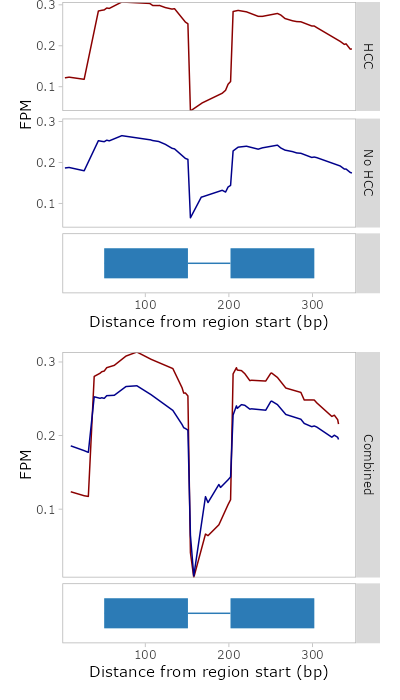 0.3
0.2
0.1
HCC
FPM
0.3
0.2
0.1
No HCC
100 200 300
Distance from region start (bp)
0.3
0.2
0.1
FPM
Combined
100 200 300
Distance from region start (bp)